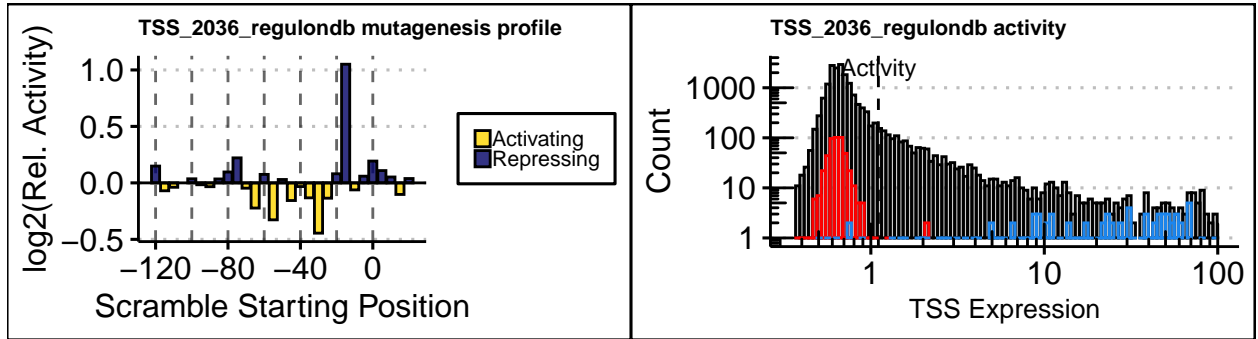 TSS_2036_regulondb mutagenesis profile
log2(Rel. Activity)
1.0
0.5
0.0
−0.5
−120 −80 −40 0
Scramble Starting Position
Activating
Repressing
TSS_2036_regulondb activity
Activity
Count
1000
100
10
1
1 10 100
TSS Expression